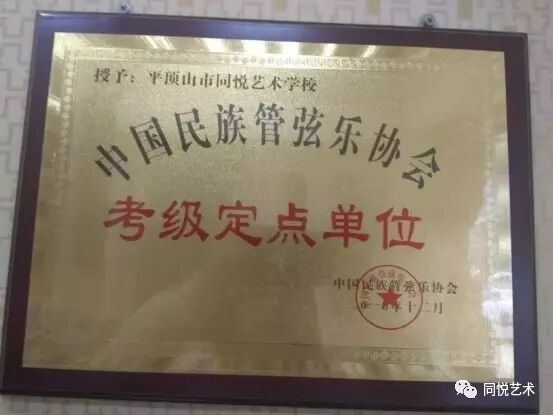 授予：平顶山市同悦艺术学校
中国民族管弦乐协会
考级定点单位
中国民族管弦乐协会
年十二月
同悦艺术